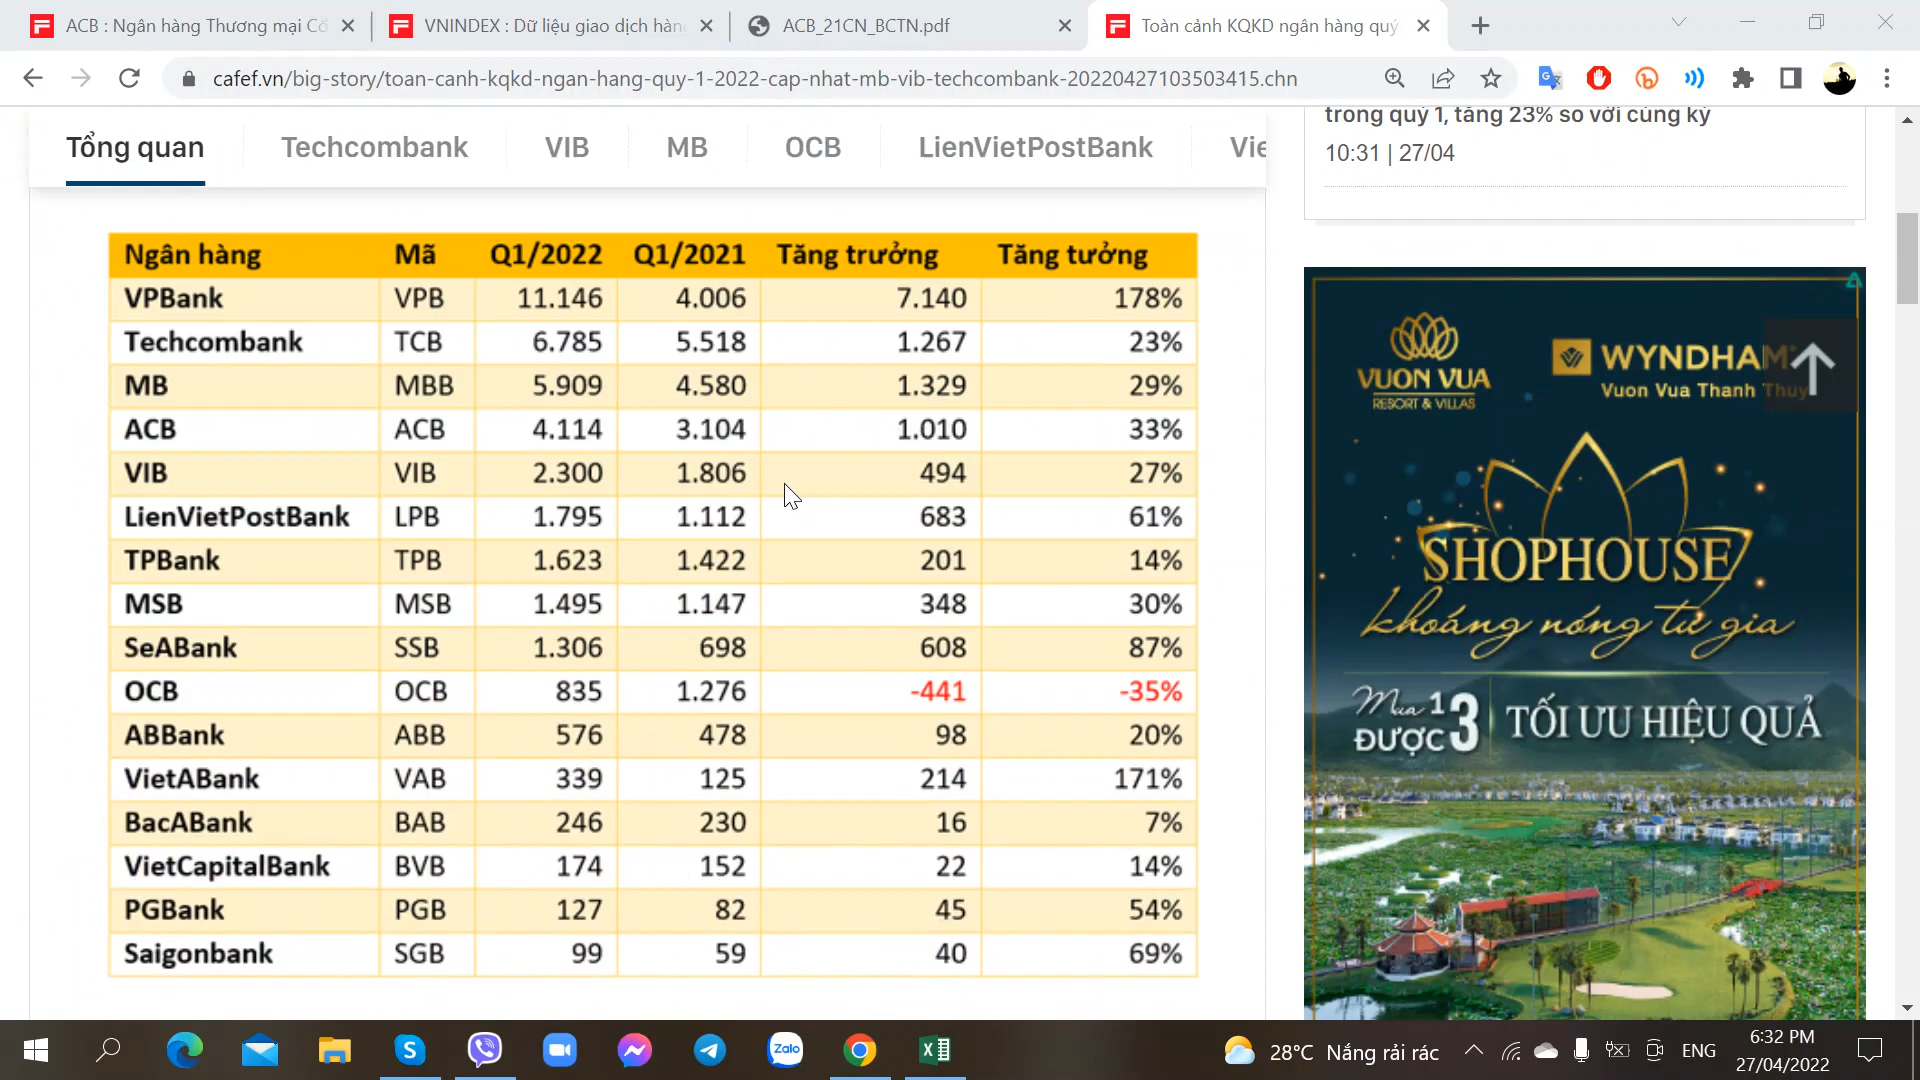 ACB : Ngân hàng Thương mại Cổ
VNINDEX : Dữ liệu giao dịch hàng
ACB_21CN_BCTN.pdf
Toàn cảnh KQKD ngân hàng quý
cafef.vn/big-story/toan-canh-kqkd-ngan-hang-quy-1-2022-cap-nhat-mb-vib-techcombank-20220427103503415.chn
Tổng quan Techcombank VIB MB OCB LienVietPostBank Vie
trong quý 1, tăng 23% so với cùng kỳ
10:31 | 27/04
Ngân hàng Mã Q1/2022 Q1/2021 Tăng trưởng Tăng tưởng
VPBank VPB 11.146 4.006 7.140 178%
Techcombank TCB 6.785 5.518 1.267 23%
MB MBB 5.909 4.580 1.329 29%
ACB ACB 4.114 3.104 1.010 33%
VIB VIB 2.300 1.806 494 27%
LienVietPostBank LPB 1.795 1.112 683 61%
TPBank TPB 1.623 1.422 201 14%
MSB MSB 1.495 1.147 348 30%
SeABank SSB 1.306 698 608 87%
OCB OCB 835 1.276 -441 -35%
ABBank ABB 576 478 98 20%
VietABank VAB 339 125 214 171%
BacABank BAB 246 230 16 7%
VietCapitalBank BVB 174 152 22 14%
PGBank PGB 127 82 45 54%
Saigonbank SGB 99 59 40 69%
VUON VUA
RESORT & VILLAS
WYNDHAM
Vuon Vua Thanh Thuy
SHOPHOUSE
khoáng nóng tư gia
Mua 1
ĐƯỢC 3
TỐI ƯU HIỆU QUẢ
Zalo
28°C Nắng rải rác
ENG
6:32 PM
27/04/2022